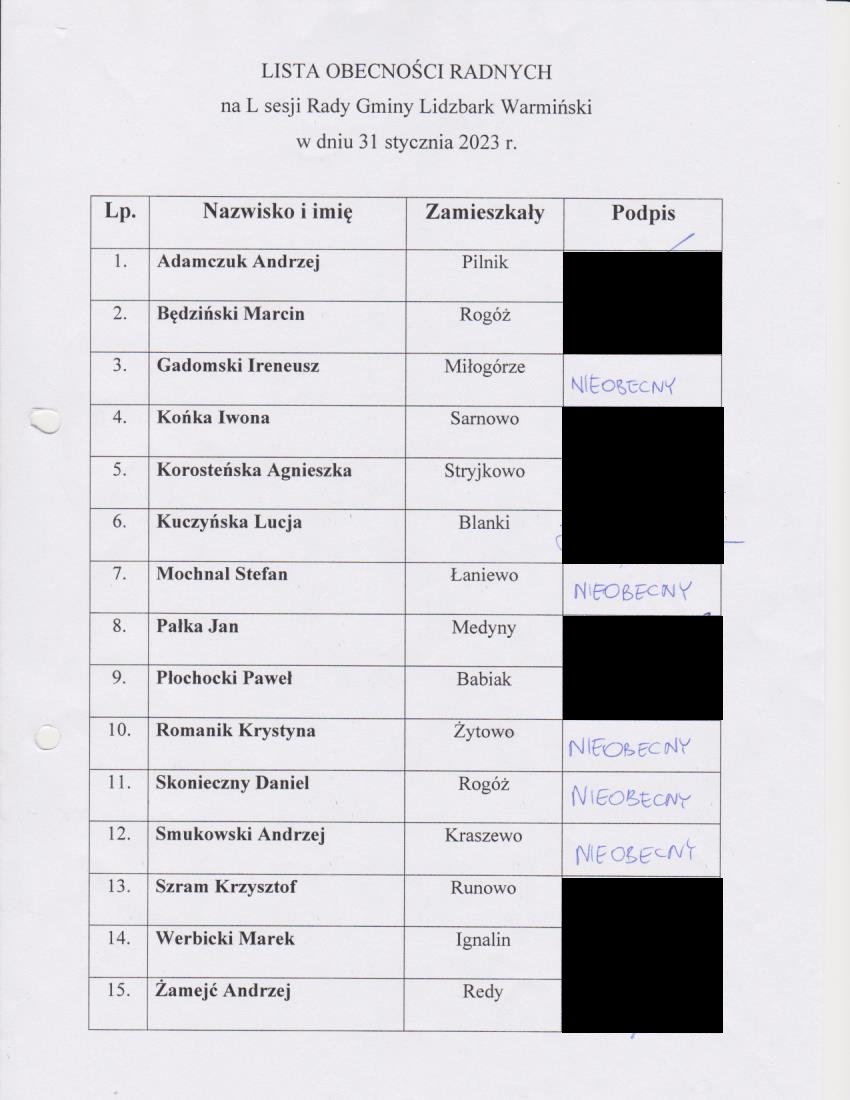 LISTA OBECNOŚCI RADNYCH
na L sesji Rady Gminy Lidzbark Warmiński
w dniu 31 stycznia 2023 r.
Lp. Nazwisko i imię Zamieszkały Podpis
1. Adamczuk Andrzej Pilnik
2. Będziński Marcin Rogóż
3. Gadomski Ireneusz Miłogórze NIEOBECNY
4. Końka Iwona Sarnowo
5. Korosteńska Agnieszka Stryjkowo
6. Kuczyńska Lucja Blanki
7. Mochnal Stefan Łaniewo NIEOBECNY
8. Pałka Jan Medyny
9. Płochocki Paweł Babiak
10. Romanik Krystyna Żytowo NIEOBECNY
11. Skonieczny Daniel Rogóż NIEOBECNY
12. Smukowski Andrzej Kraszewo NIEOBECNY
13. Szram Krzysztof Runowo
14. Werbicki Marek Ignalin
15. Żamejć Andrzej Redy